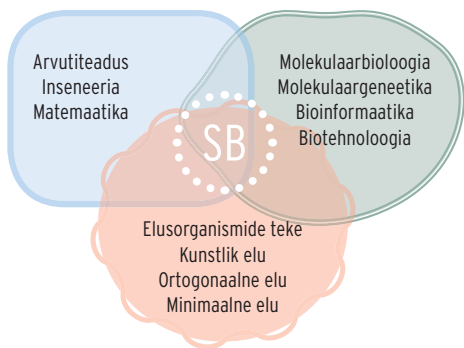 Arvutiteadus
Inseneeria
Matemaatika
Molekulaarbioloogia
Molekulaargeneetika
Bioinformaatika
Biotehnoloogia
SB
Elusorganismide teke
Kunstlik elu
Ortogonaalne elu
Minimaalne elu